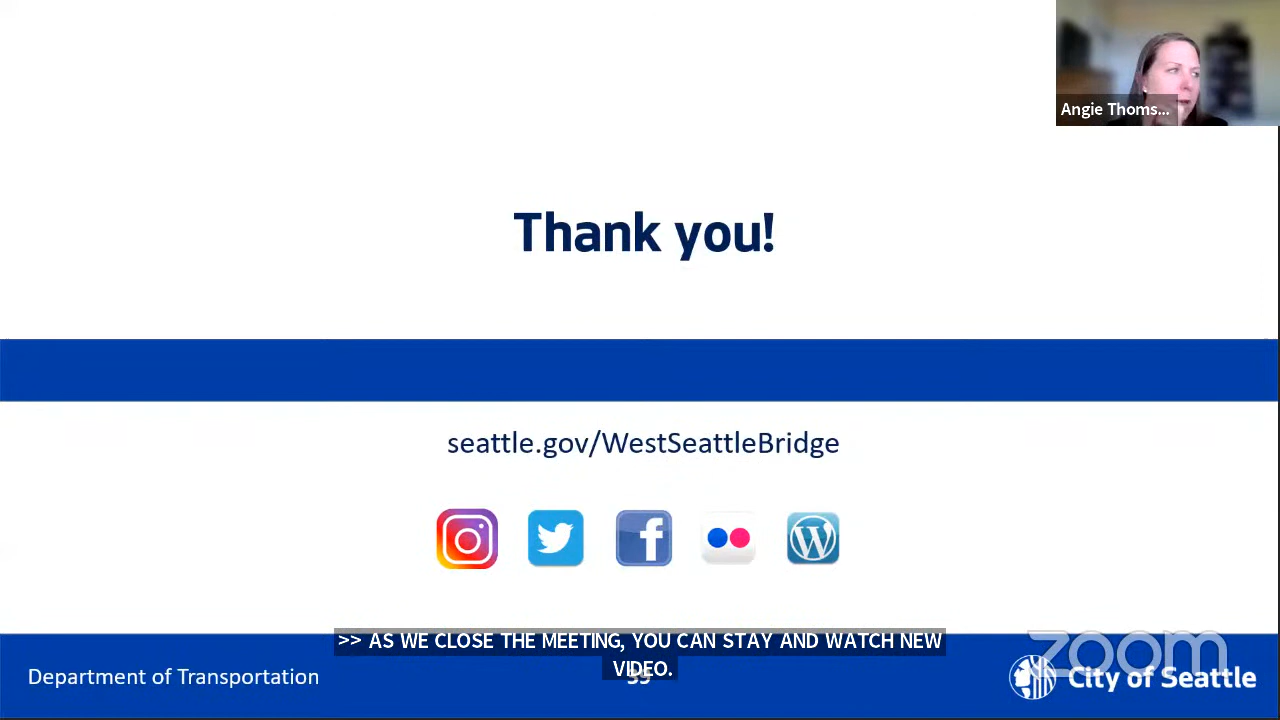 Angie Thoms...
Thank you!
seattle.gov/WestSeattleBridge
>> AS WE CLOSE THE MEETING, YOU CAN STAY AND WATCH NEW
VIDEO.
Department of Transportation
zoom
City of Seattle